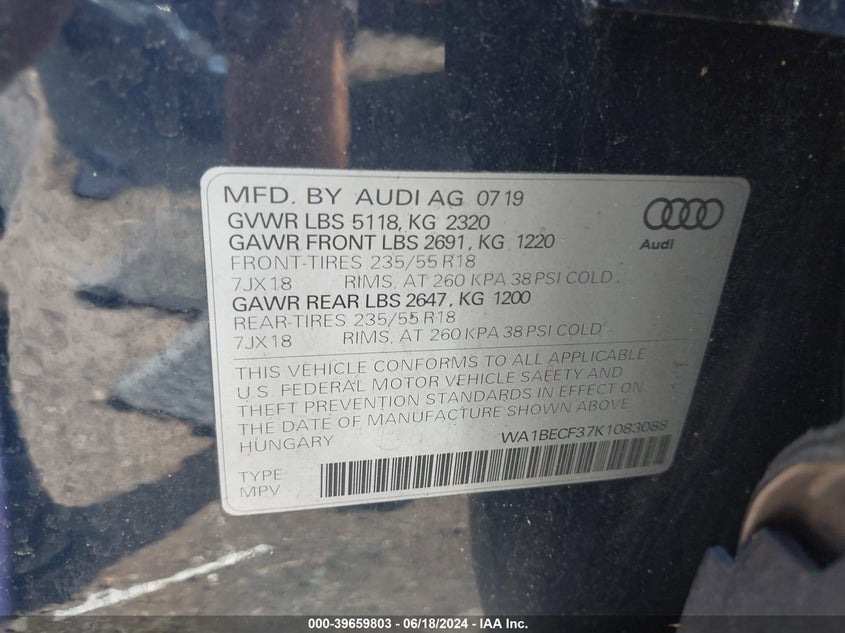 MFD. BY AUDI AG 07 19
GVWR LBS 5118, KG 2320
GAWR FRONT LBS 2691, KG 1220
FRONT-TIRES 235/55 R18
7JX18 RIMS, AT 260 KPA 38 PSI COLD
GAWR REAR LBS 2647, KG 1200
REAR-TIRES 235/55 R18
7JX18 RIMS, AT 260 KPA 38 PSI COLD
Audi
THIS VEHICLE CONFORMS TO ALL APPLICABLE
U.S. FEDERAL MOTOR VEHICLE SAFETY AND
THEFT PREVENTION STANDARDS IN EFFECT ON
THE DATE OF MANUFACTURE SHOWN ABOVE
HUNGARY WA1BECF37K1083088
TYPE:
MPV
000-39659803 - 06/18/2024 - IAA Inc.